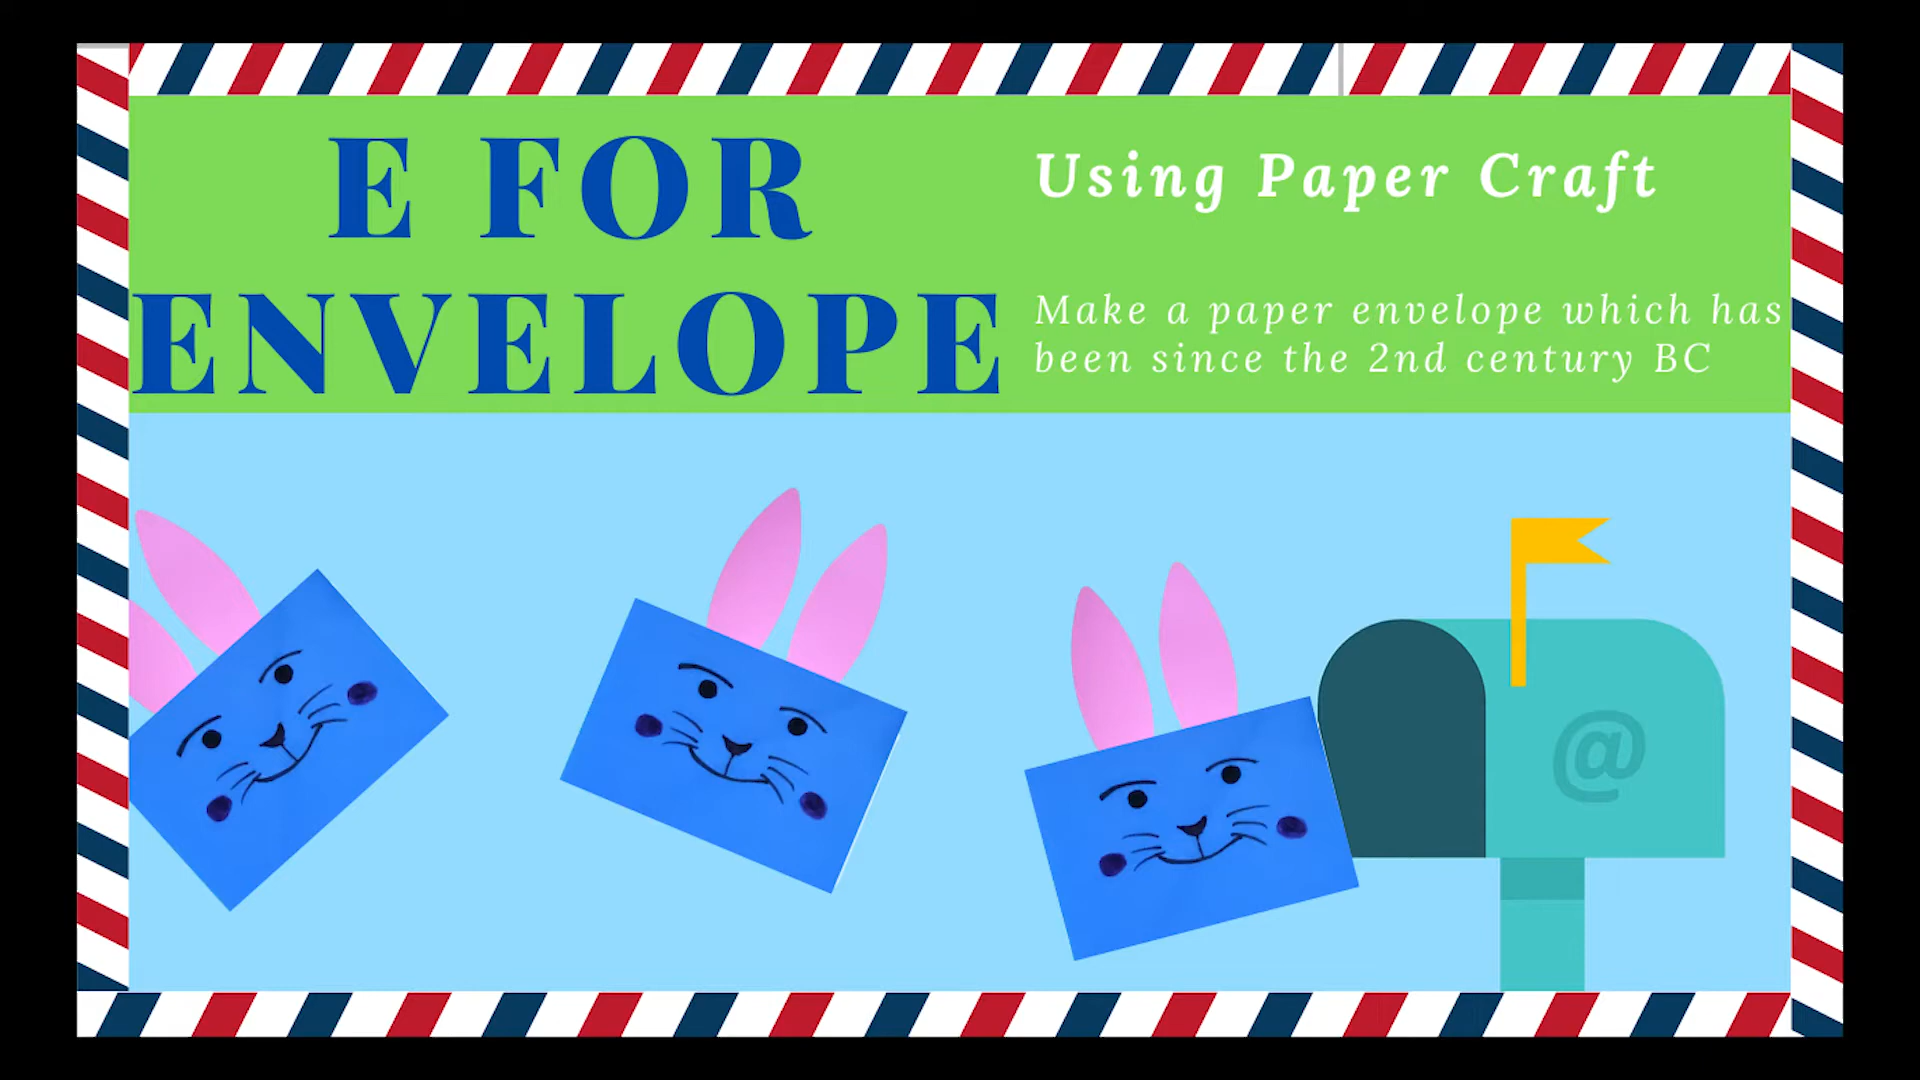 E FOR
ENVELOPE
Using Paper Craft
Make a paper envelope which has
been since the 2nd century BC
@